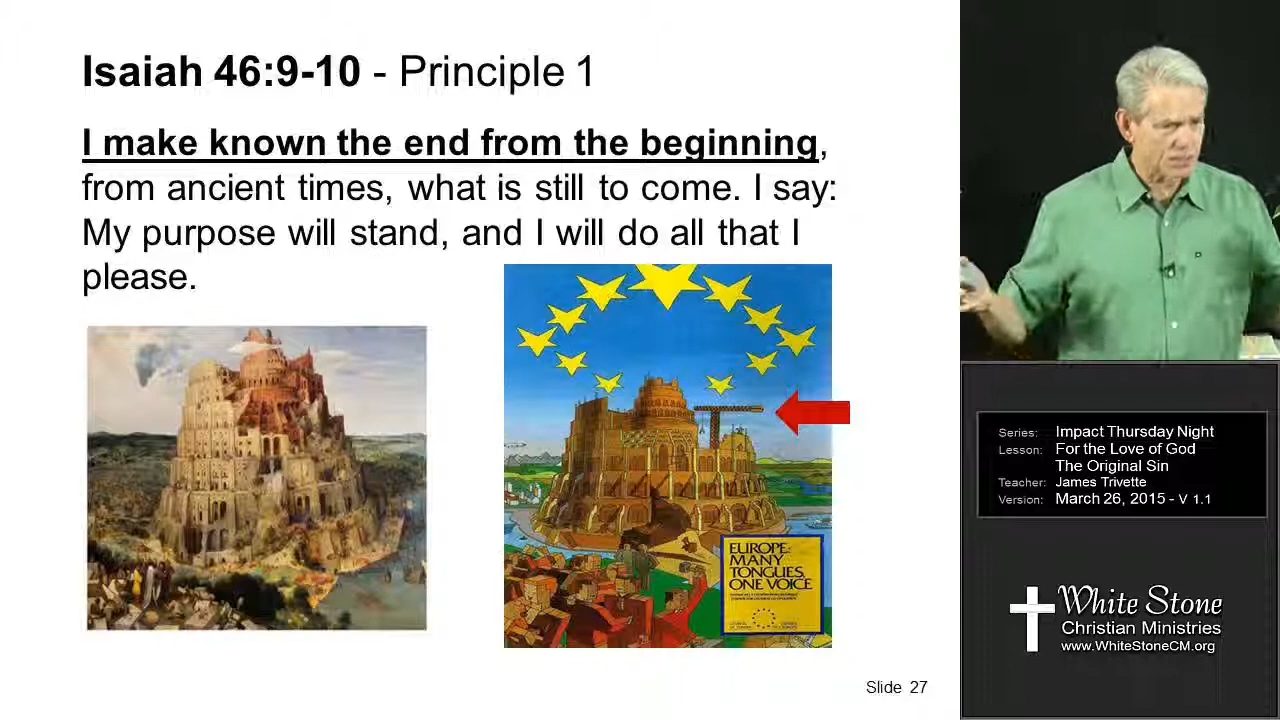 Isaiah 46:9-10 - Principle 1
I make known the end from the beginning,
from ancient times, what is still to come. I say:
My purpose will stand, and I will do all that I
please.
EUROPE:
MANY
TONGUES
ONE VOICE
Slide 27
Series: Impact Thursday Night
Lesson: For the Love of God
The Original Sin
Teacher: James Trivette
Version: March 26, 2015 - V 1.1
White Stone
Christian Ministries
www.WhiteStoneCM.org